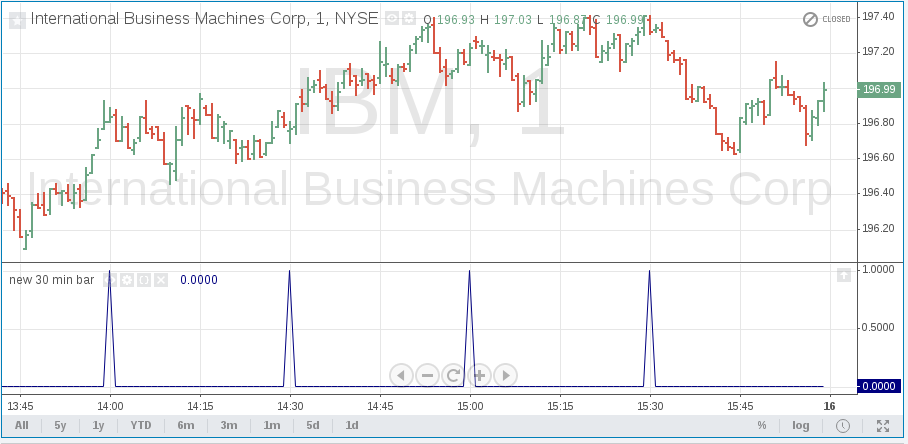 International Business Machines Corp, 1, NYSE O 196.93 H 197.03 L 196.87 C 196.99
CLOSED
197.40
197.20
196.99
196.80
196.60
196.40
196.20
IBM, 1
International Business Machines Corp
new 30 min bar 0.0000
1.0000
0.5000
0.0000
13:45 14:00 14:15 14:30 14:45 15:00 15:15 15:30 15:45 16
All 5y 1y YTD 6m 3m 1m 5d 1d % log